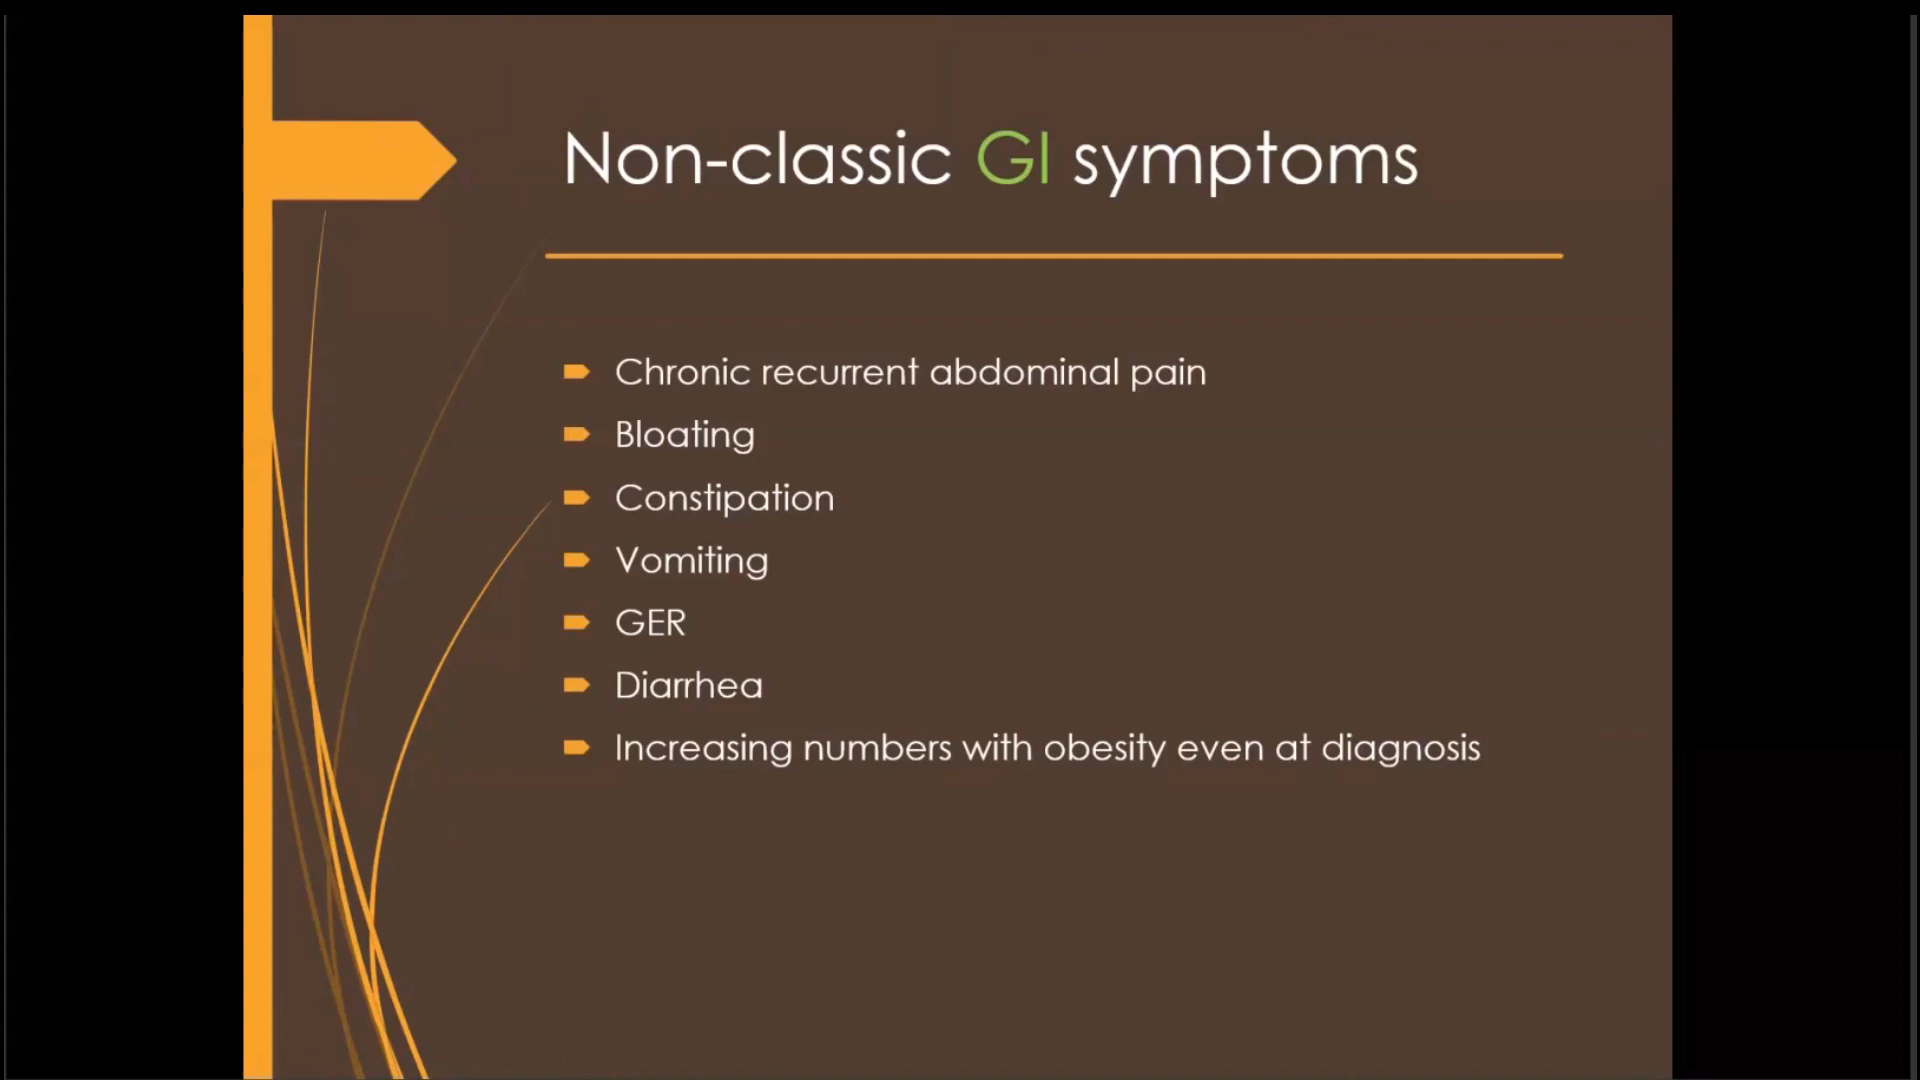 Non-classic GI symptoms
Chronic recurrent abdominal pain
Bloating
Constipation
Vomiting
GER
Diarrhea
Increasing numbers with obesity even at diagnosis